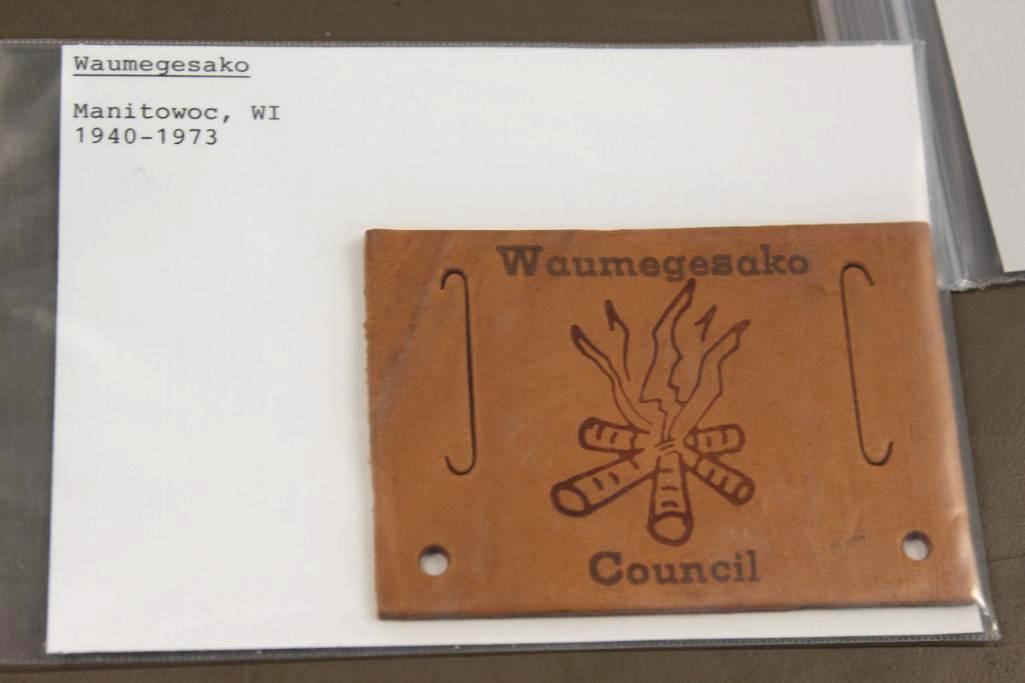 Waumegesako
Manitowoc, WI
1940-1973
Waumegesako
Council